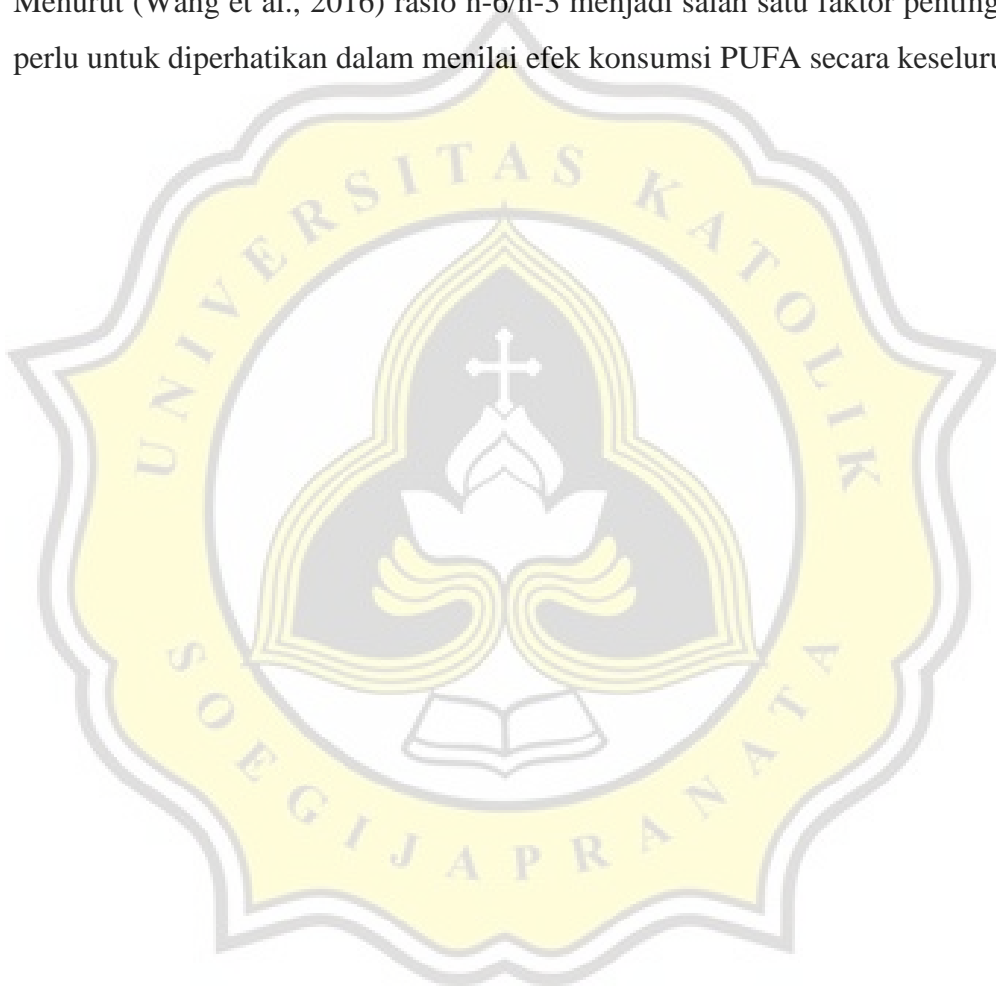 Menurut (Wang et al., 2016) rasio n-6/n-3 menjadi salah satu faktor penting
perlu untuk diperhatikan dalam menilai efek konsumsi PUFA secara
UNIVERSITAS KATOLIK
SOEGIJAPRANATA